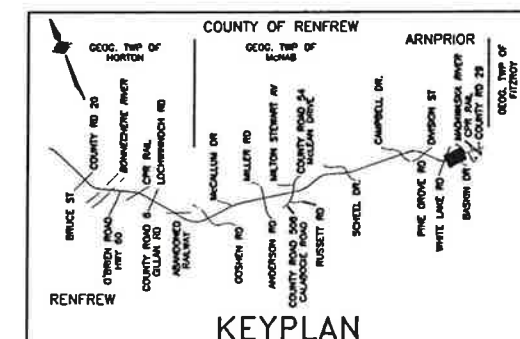 COUNTY OF RENFREW
GEOG. TWP OF
HORTON
GEOG. TWP OF
McNAB
ARNPRIOR
GEOG. TWP OF
FITZROY
COUNTY RD 20
BONNECHERE RIVER
CPR RAIL
LOCHWINNOCH RD
McCALLUM DR
MILLER RD
MILTON STEWART AV
COUNTY ROAD 54
McLEAN DRIVE
CAMPBELL DR.
DIVISION ST
MADAWASKA RIVER
CPR RAIL
COUNTY RD 29
BRUCE ST
O'BRIEN ROAD
HWY 60
COUNTY ROAD 6
GILLAN RD
ABANDONED
RAILWAY
GOSHEN RD
ANDERSON RD
COUNTY ROAD 508
CALABOGIE ROAD
RUSSETT RD
SCHEEL DR.
PINE GROVE RD
WHITE LAKE RD
BASKIN DR
RENFREW
KEYPLAN